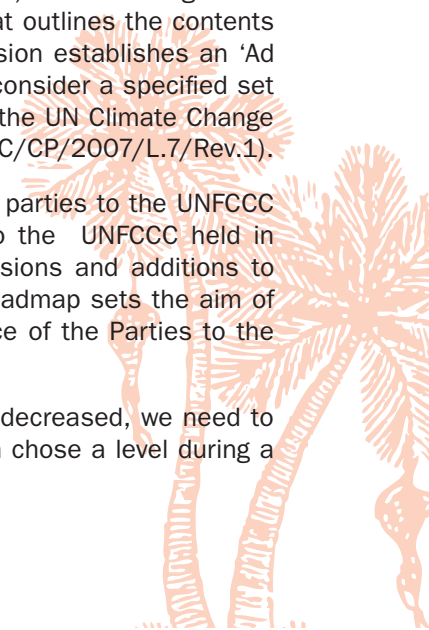 at outlines the contents
sion establishes an ‘Ad
consider a specified set
the UN Climate Change
C/CP/2007/L.7/Rev.1).
parties to the UNFCCC
the UNFCCC held in
sions and additions to
admap sets the aim of
ce of the Parties to the
decreased, we need to
chose a level during a